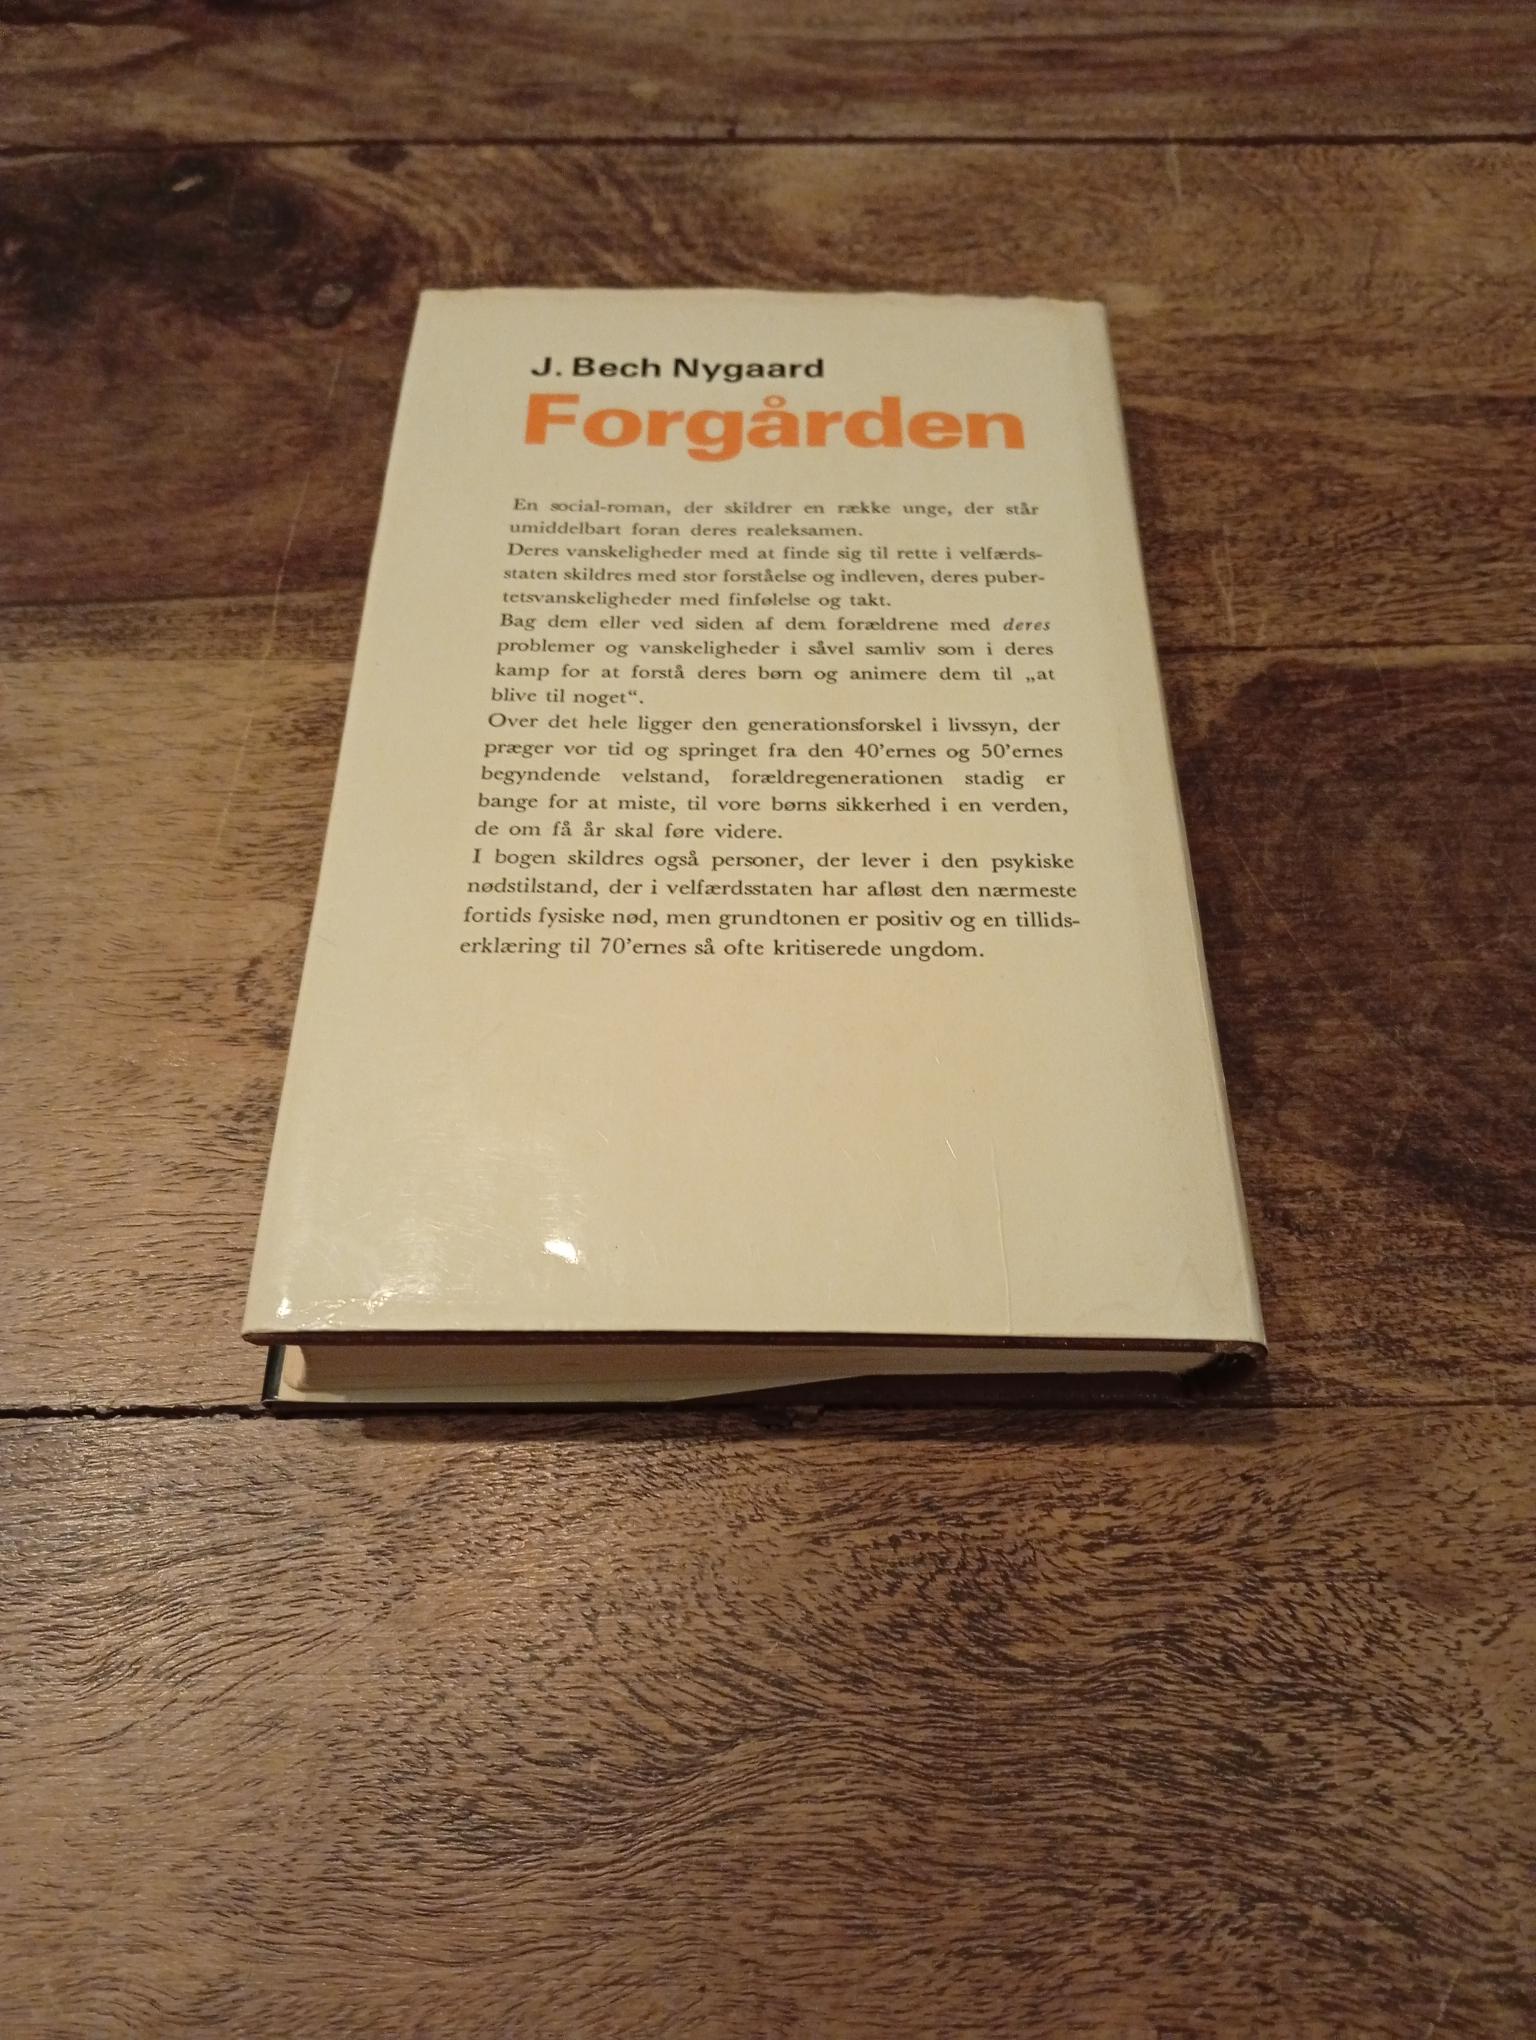 J. Bech Nygaard
Forgården
En social-roman, der skildrer en række unge, der står
umiddelbart foran deres realeksamen.
Deres vanskeligheder med at finde sig til rette i velfærds-
staten skildres med stor forståelse og indleven, deres puber-
tetsvanskeligheder med finfølelse og takt.
Bag dem eller ved siden af dem forældrene med deres
problemer og vanskeligheder i såvel samliv som i deres
kamp for at forstå deres børn og animere dem til „at
blive til noget“.
Over det hele ligger den generationsforskel i livssyn, der
præger vor tid og springet fra den 40’ernes og 50’ernes
begyndende velstand, forældregenerationen stadig er
bange for at miste, til vore børns sikkerhed i en verden,
de om få år skal føre videre.
I bogen skildres også personer, der lever i den psykiske
nødstilstand, der i velfærdsstaten har afløst den nærmeste
fortids fysiske nød, men grundtonen er positiv og en tillids-
erklæring til 70’ernes så ofte kritiserede ungdom.